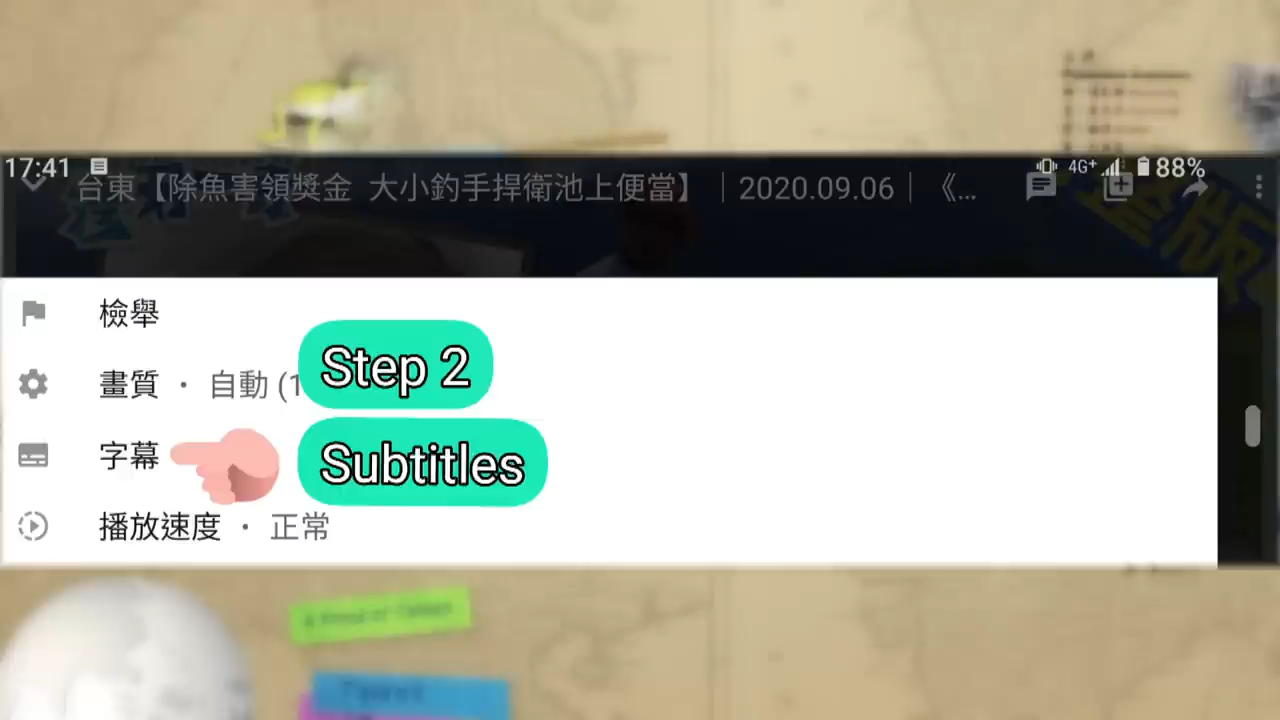 17:41 4G+ 88%
台東【除魚害領獎金 大小釣手捍衛池上便當】｜2020.09.06｜《...
檢舉
畫質 · 自動 (1
Step 2
字幕
Subtitles
播放速度 · 正常